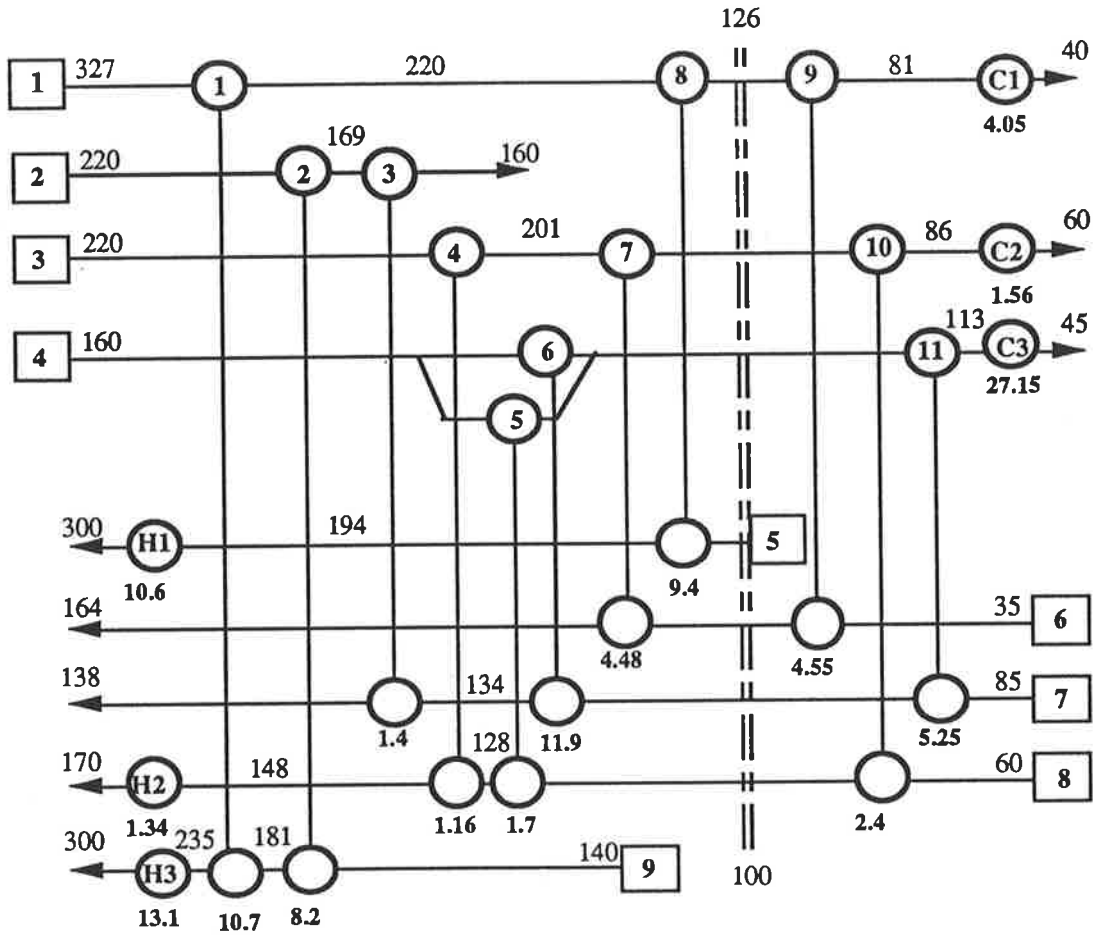 126
1 327 1 220 8 9 81 C1 40
4.05
2 220 2 169 3 160
3 220 4 201 7 10 86 C2 60
1.56
4 160 6 11 113 C3 45
27.15
5
300 H1 194 5
10.6 9.4
164 35 6
4.48 4.55
138 134 85 7
1.4 11.9 5.25
170 H2 148 128 60 8
1.34 1.16 1.7 2.4
300 H3 235 181 140 9
100
13.1 10.7 8.2